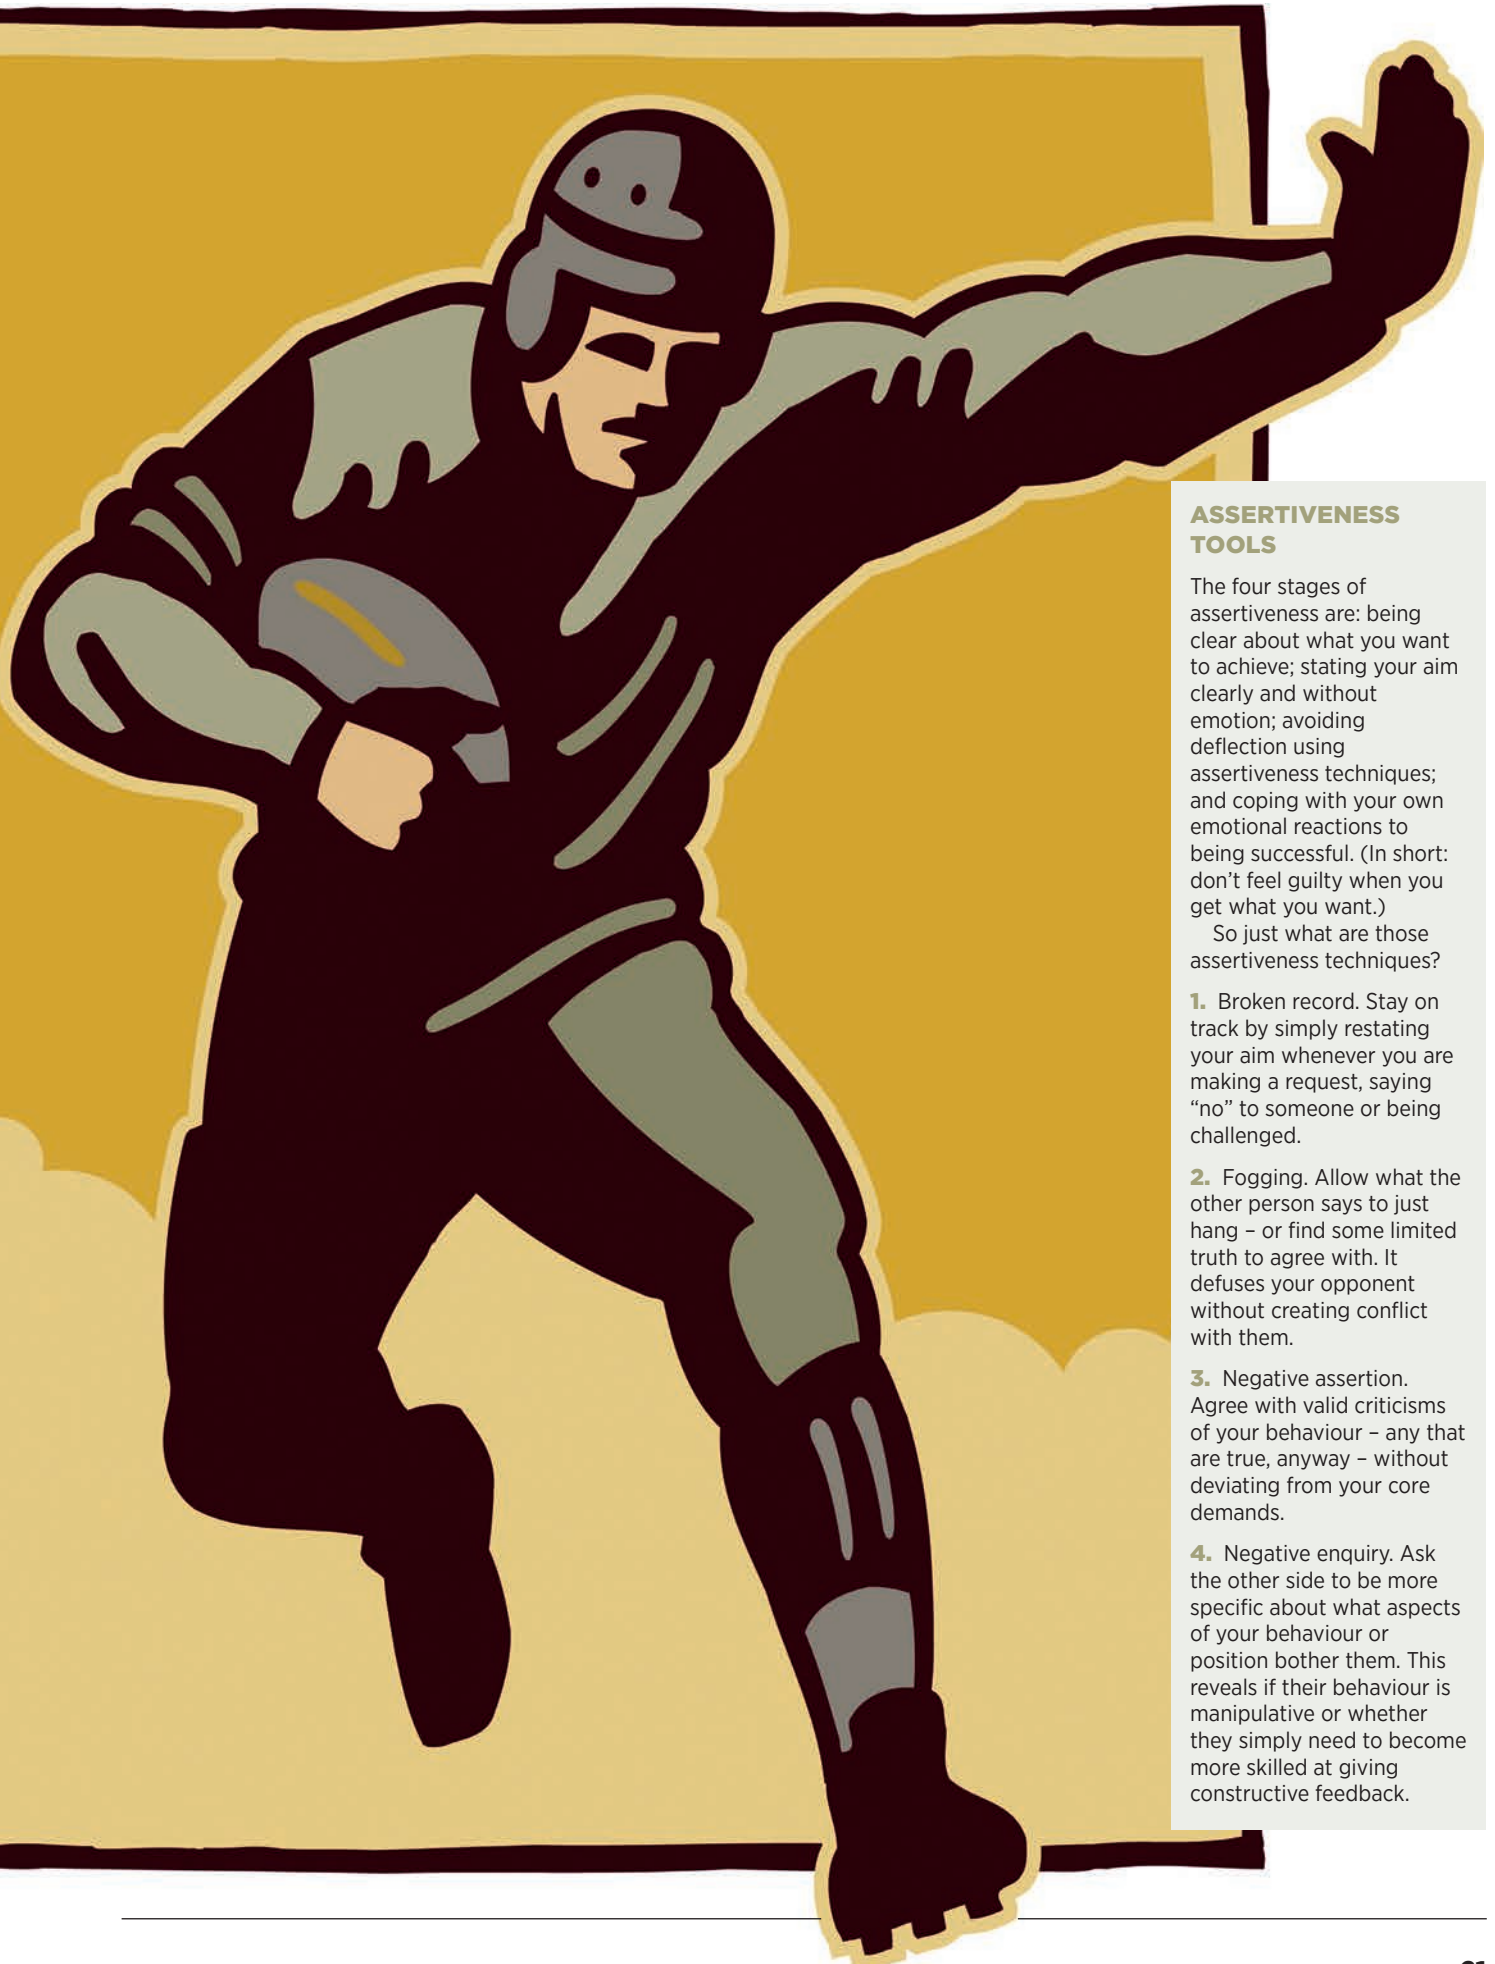 ASSERTIVENESS
TOOLS
The four stages of
assertiveness are: being
clear about what you want
to achieve; stating your aim
clearly and without
emotion; avoiding
deflection using
assertiveness techniques;
and coping with your own
emotional reactions to
being successful. (In short:
don’t feel guilty when you
get what you want.)
So just what are those
assertiveness techniques?
1. Broken record. Stay on
track by simply restating
your aim whenever you are
making a request, saying
“no” to someone or being
challenged.
2. Fogging. Allow what the
other person says to just
hang – or find some limited
truth to agree with. It
defuses your opponent
without creating conflict
with them.
3. Negative assertion.
Agree with valid criticisms
of your behaviour – any that
are true, anyway – without
deviating from your core
demands.
4. Negative enquiry. Ask
the other side to be more
specific about what aspects
of your behaviour or
position bother them. This
reveals if their behaviour is
manipulative or whether
they simply need to become
more skilled at giving
constructive feedback.